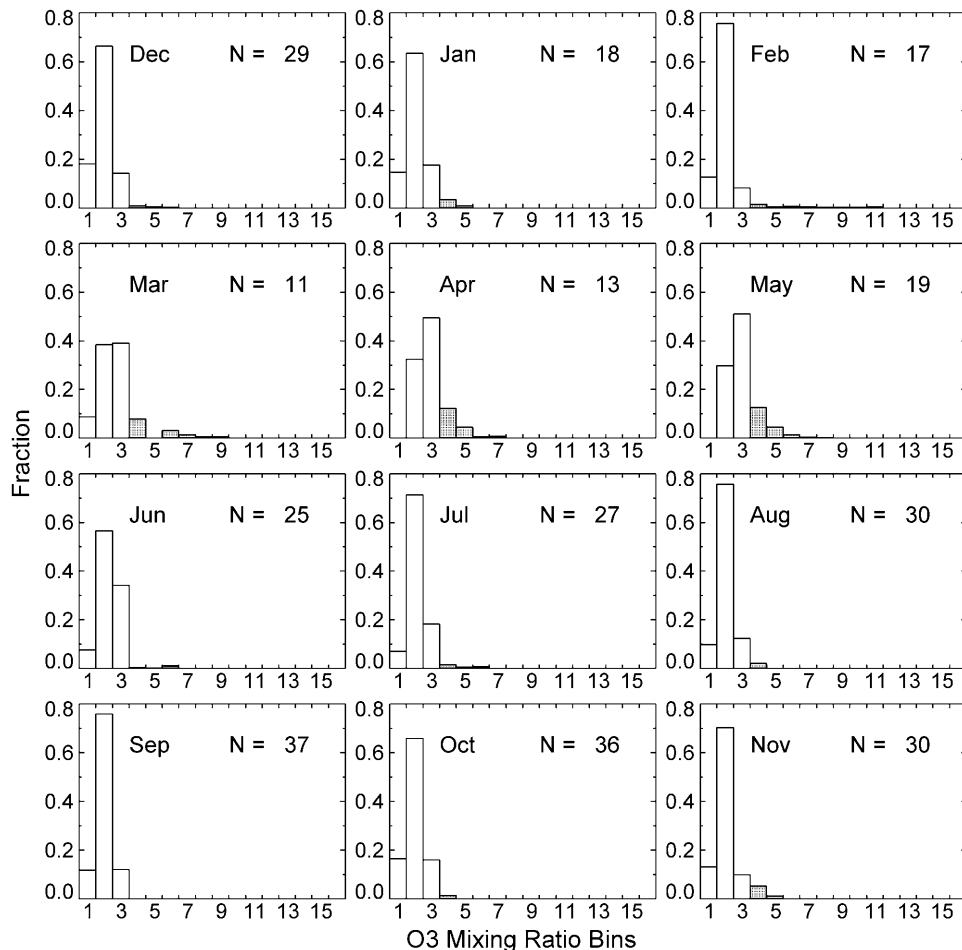 0.8
0.6
0.4
0.2
0.0
Dec N = 29
1 3 5 7 9 11 13 15
0.8
0.6
0.4
0.2
0.0
Jan N = 18
1 3 5 7 9 11 13 15
0.8
0.6
0.4
0.2
0.0
Feb N = 17
1 3 5 7 9 11 13 15
0.8
0.6
0.4
0.2
0.0
Mar N = 11
1 3 5 7 9 11 13 15
0.8
0.6
0.4
0.2
0.0
Apr N = 13
1 3 5 7 9 11 13 15
0.8
0.6
0.4
0.2
0.0
May N = 19
1 3 5 7 9 11 13 15
Fraction
0.8
0.6
0.4
0.2
0.0
Jun N = 25
1 3 5 7 9 11 13 15
0.8
0.6
0.4
0.2
0.0
Jul N = 27
1 3 5 7 9 11 13 15
0.8
0.6
0.4
0.2
0.0
Aug N = 30
1 3 5 7 9 11 13 15
0.8
0.6
0.4
0.2
0.0
Sep N = 37
1 3 5 7 9 11 13 15
0.8
0.6
0.4
0.2
0.0
Oct N = 36
1 3 5 7 9 11 13 15
0.8
0.6
0.4
0.2
0.0
Nov N = 30
1 3 5 7 9 11 13 15
O3 Mixing Ratio Bins